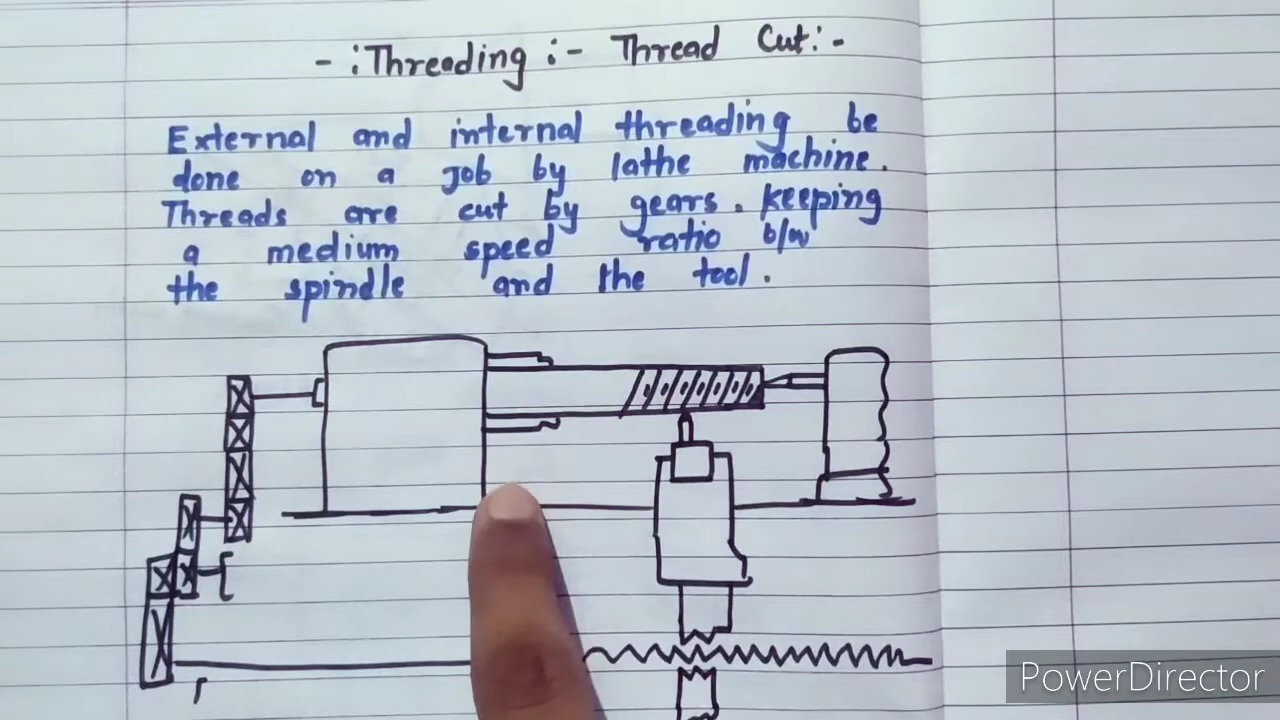 - :Threading :- Thread Cut:-
External and internal threading be
done on a job by lathe machine.
Threads are cut by gears. keeping
a medium speed ratio b/w
the spindle and the tool.
PowerDirector